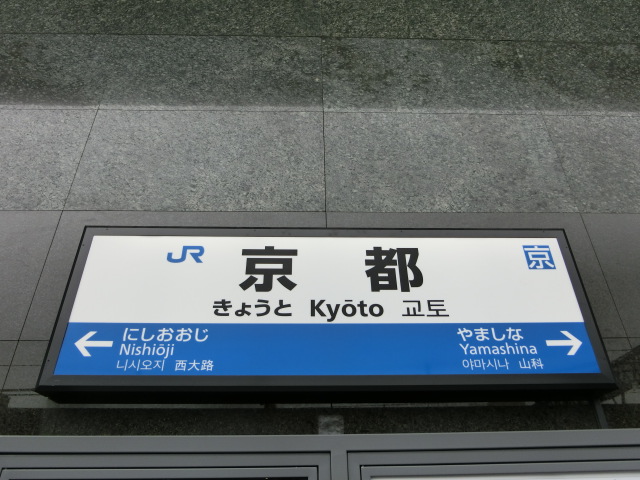 JR 京都 京
きょうと Kyōto 교토
← にしおおじ やましな →
Nishiōji Yamashina
니시오지 西大路 야마시나 山科